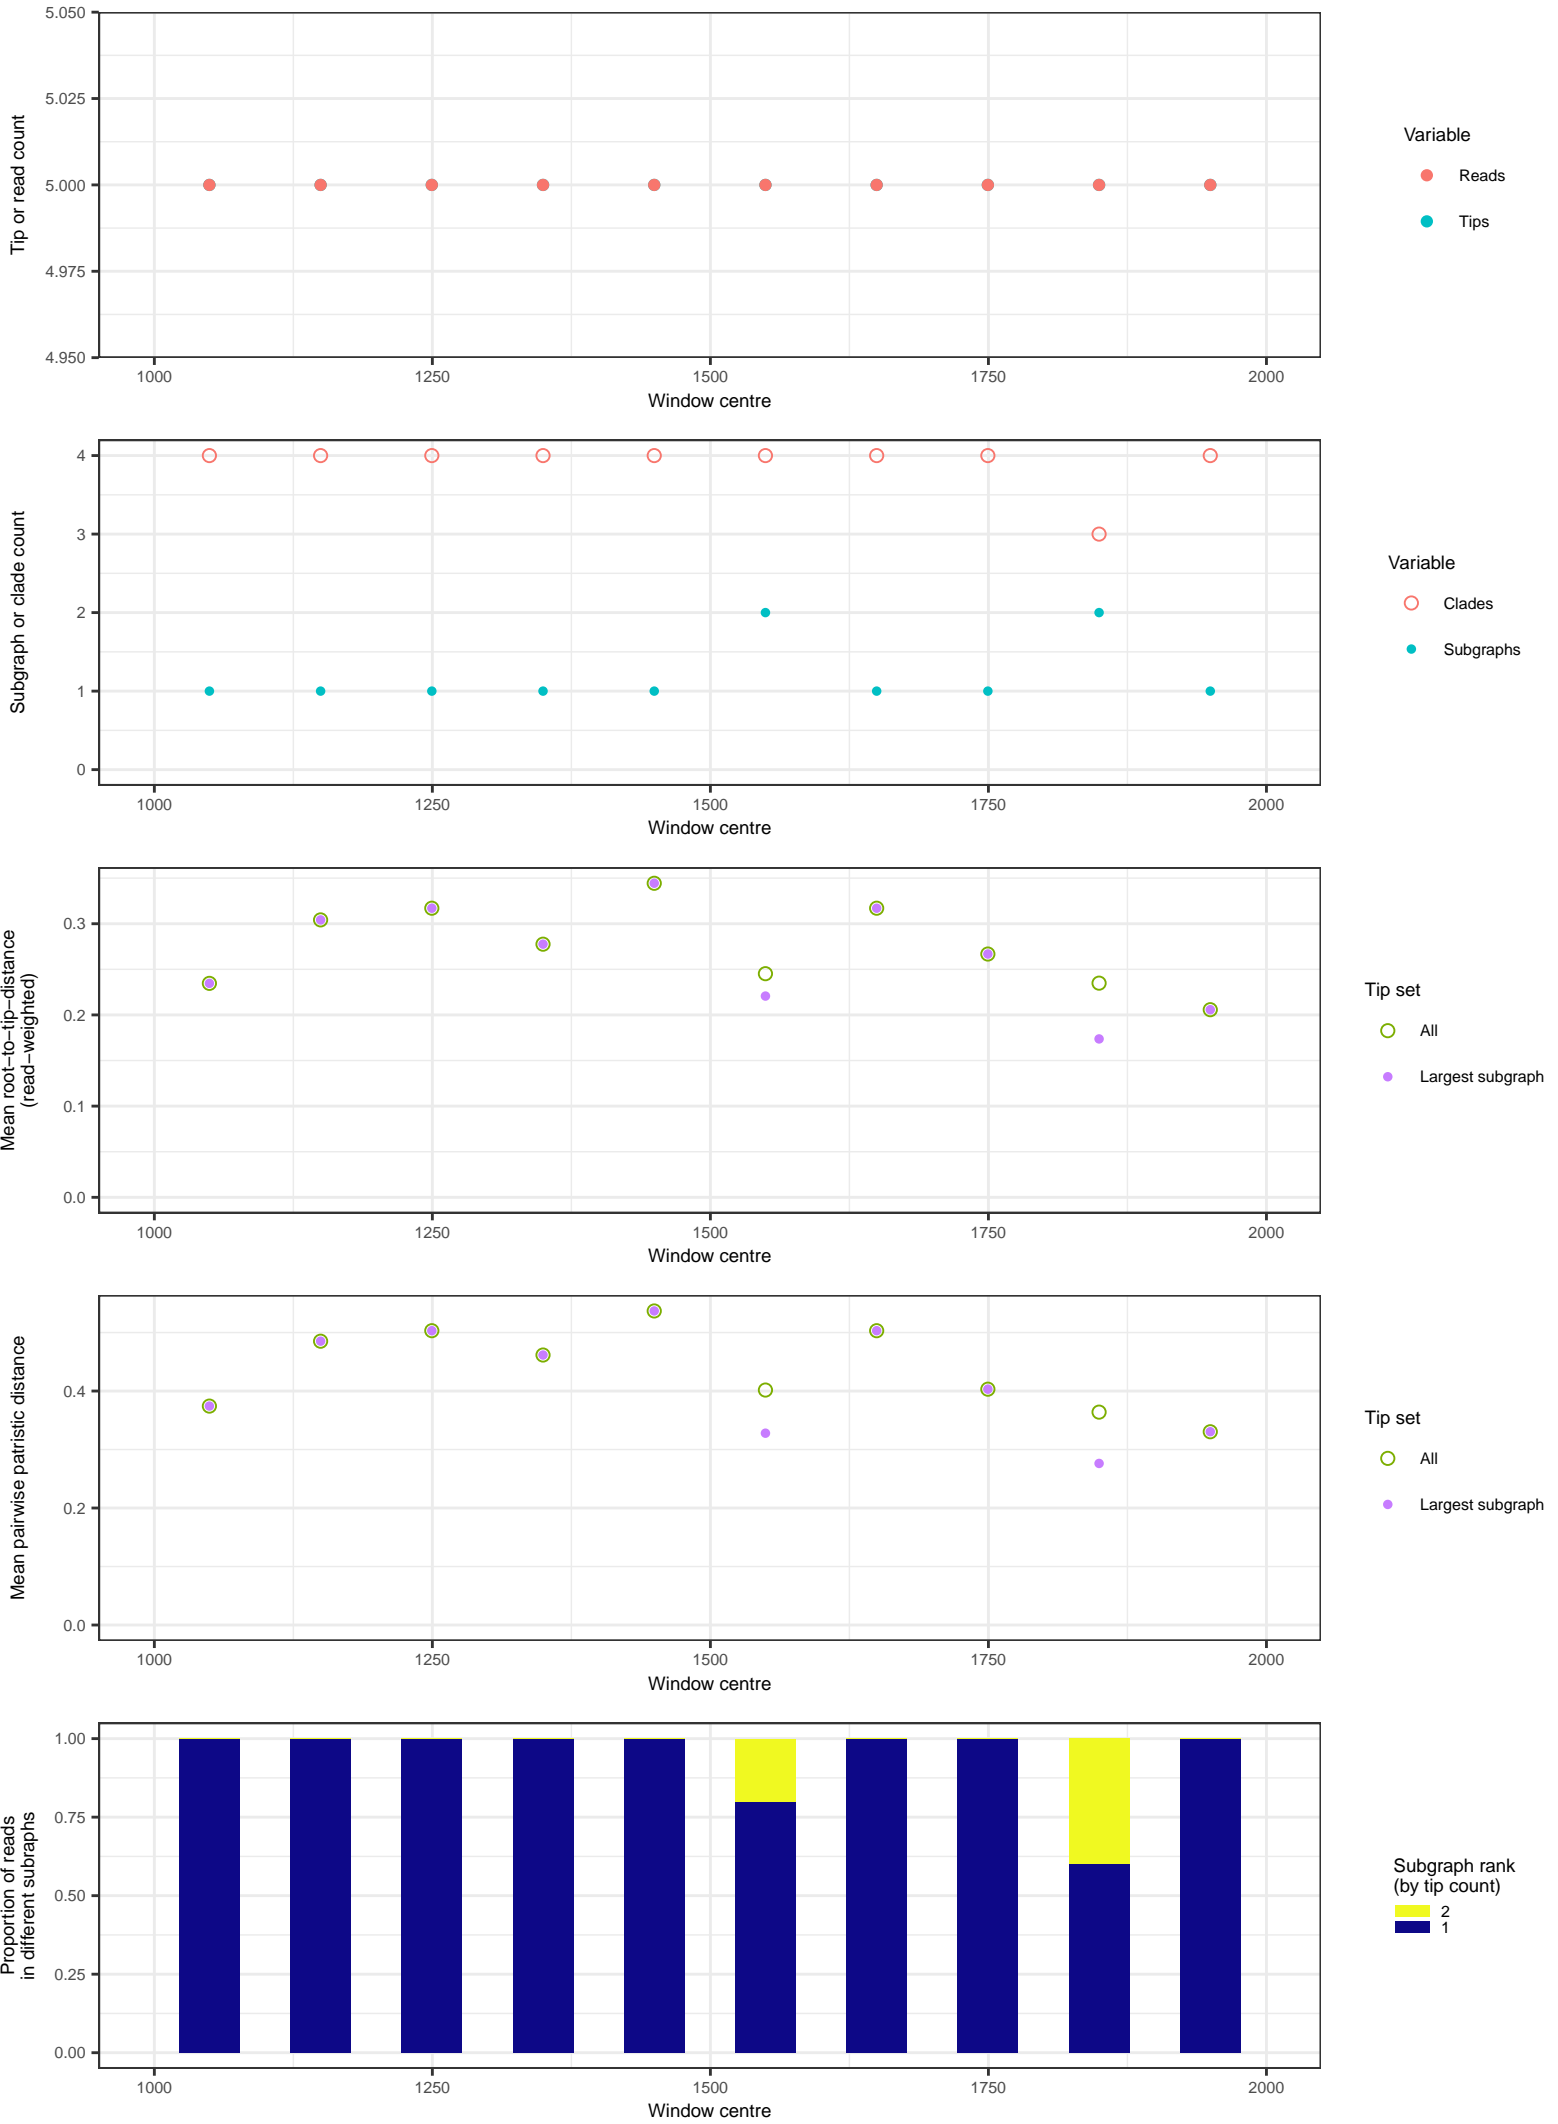 5.050
5.025
5.000
4.975
4.950
Tip or read count
1000 1250 1500 1750 2000
Window centre
Variable
Reads
Tips
4
3
2
1
0
Subgraph or clade count
1000 1250 1500 1750 2000
Window centre
Variable
Clades
Subgraphs
0.3
0.2
0.1
0.0
Mean root−to−tip−distance
(read−weighted)
1000 1250 1500 1750 2000
Window centre
Tip set
All
Largest subgraph
0.4
0.2
0.0
Mean pairwise patristic distance
1000 1250 1500 1750 2000
Window centre
Tip set
All
Largest subgraph
1.00
0.75
0.50
0.25
0.00
Proportion of reads
in different subraphs
1000 1250 1500 1750 2000
Window centre
Subgraph rank
(by tip count)
2
1